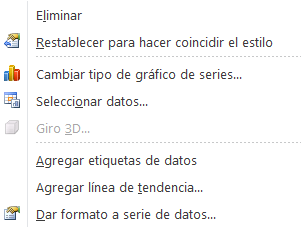 Eliminar
Restablecer para hacer coincidir el estilo
Cambiar tipo de gráfico de series...
Seleccionar datos...
Giro 3D...
Agregar etiquetas de datos
Agregar línea de tendencia...
Dar formato a serie de datos...